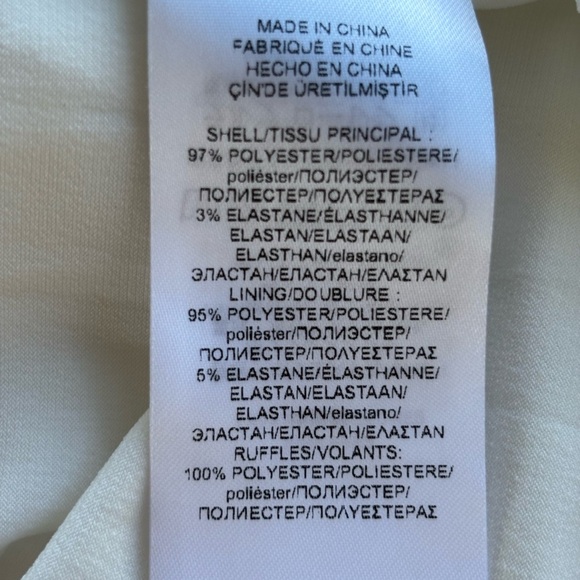 MADE IN CHINA
FABRIQUÉ EN CHINE
HECHO EN CHINA
ÇİN'DE ÜRETİLMİŞTİR
SHELL/TISSU PRINCIPAL :
97% POLYESTER/POLIESTERE/
poliéster/ПОЛИЭСТЕР/
ПОЛИЕСТЕР/ΠΟΛΥΕΣΤΕΡΑΣ
3% ELASTANE/ÉLASTHANNE/
ELASTAN/ELASTAAN/
ELASTHAN/elastano/
ЭЛАСТАН/ЕЛАСТАН/ΕΛΑΣΤΑΝ
LINING/DOUBLURE :
95% POLYESTER/POLIESTERE/
poliéster/ПОЛИЭСТЕР/
ПОЛИЕСТЕР/ΠΟΛΥΕΣΤΕΡΑΣ
5% ELASTANE/ÉLASTHANNE/
ELASTAN/ELASTAAN/
ELASTHAN/elastano/
ЭЛАСТАН/ЕЛАСТАН/ΕΛΑΣΤΑΝ
RUFFLES/VOLANTS:
100% POLYESTER/POLIESTERE/
poliéster/ПОЛИЭСТЕР/
ПОЛИЕСТЕР/ΠΟΛΥΕΣΤΕΡΑΣ